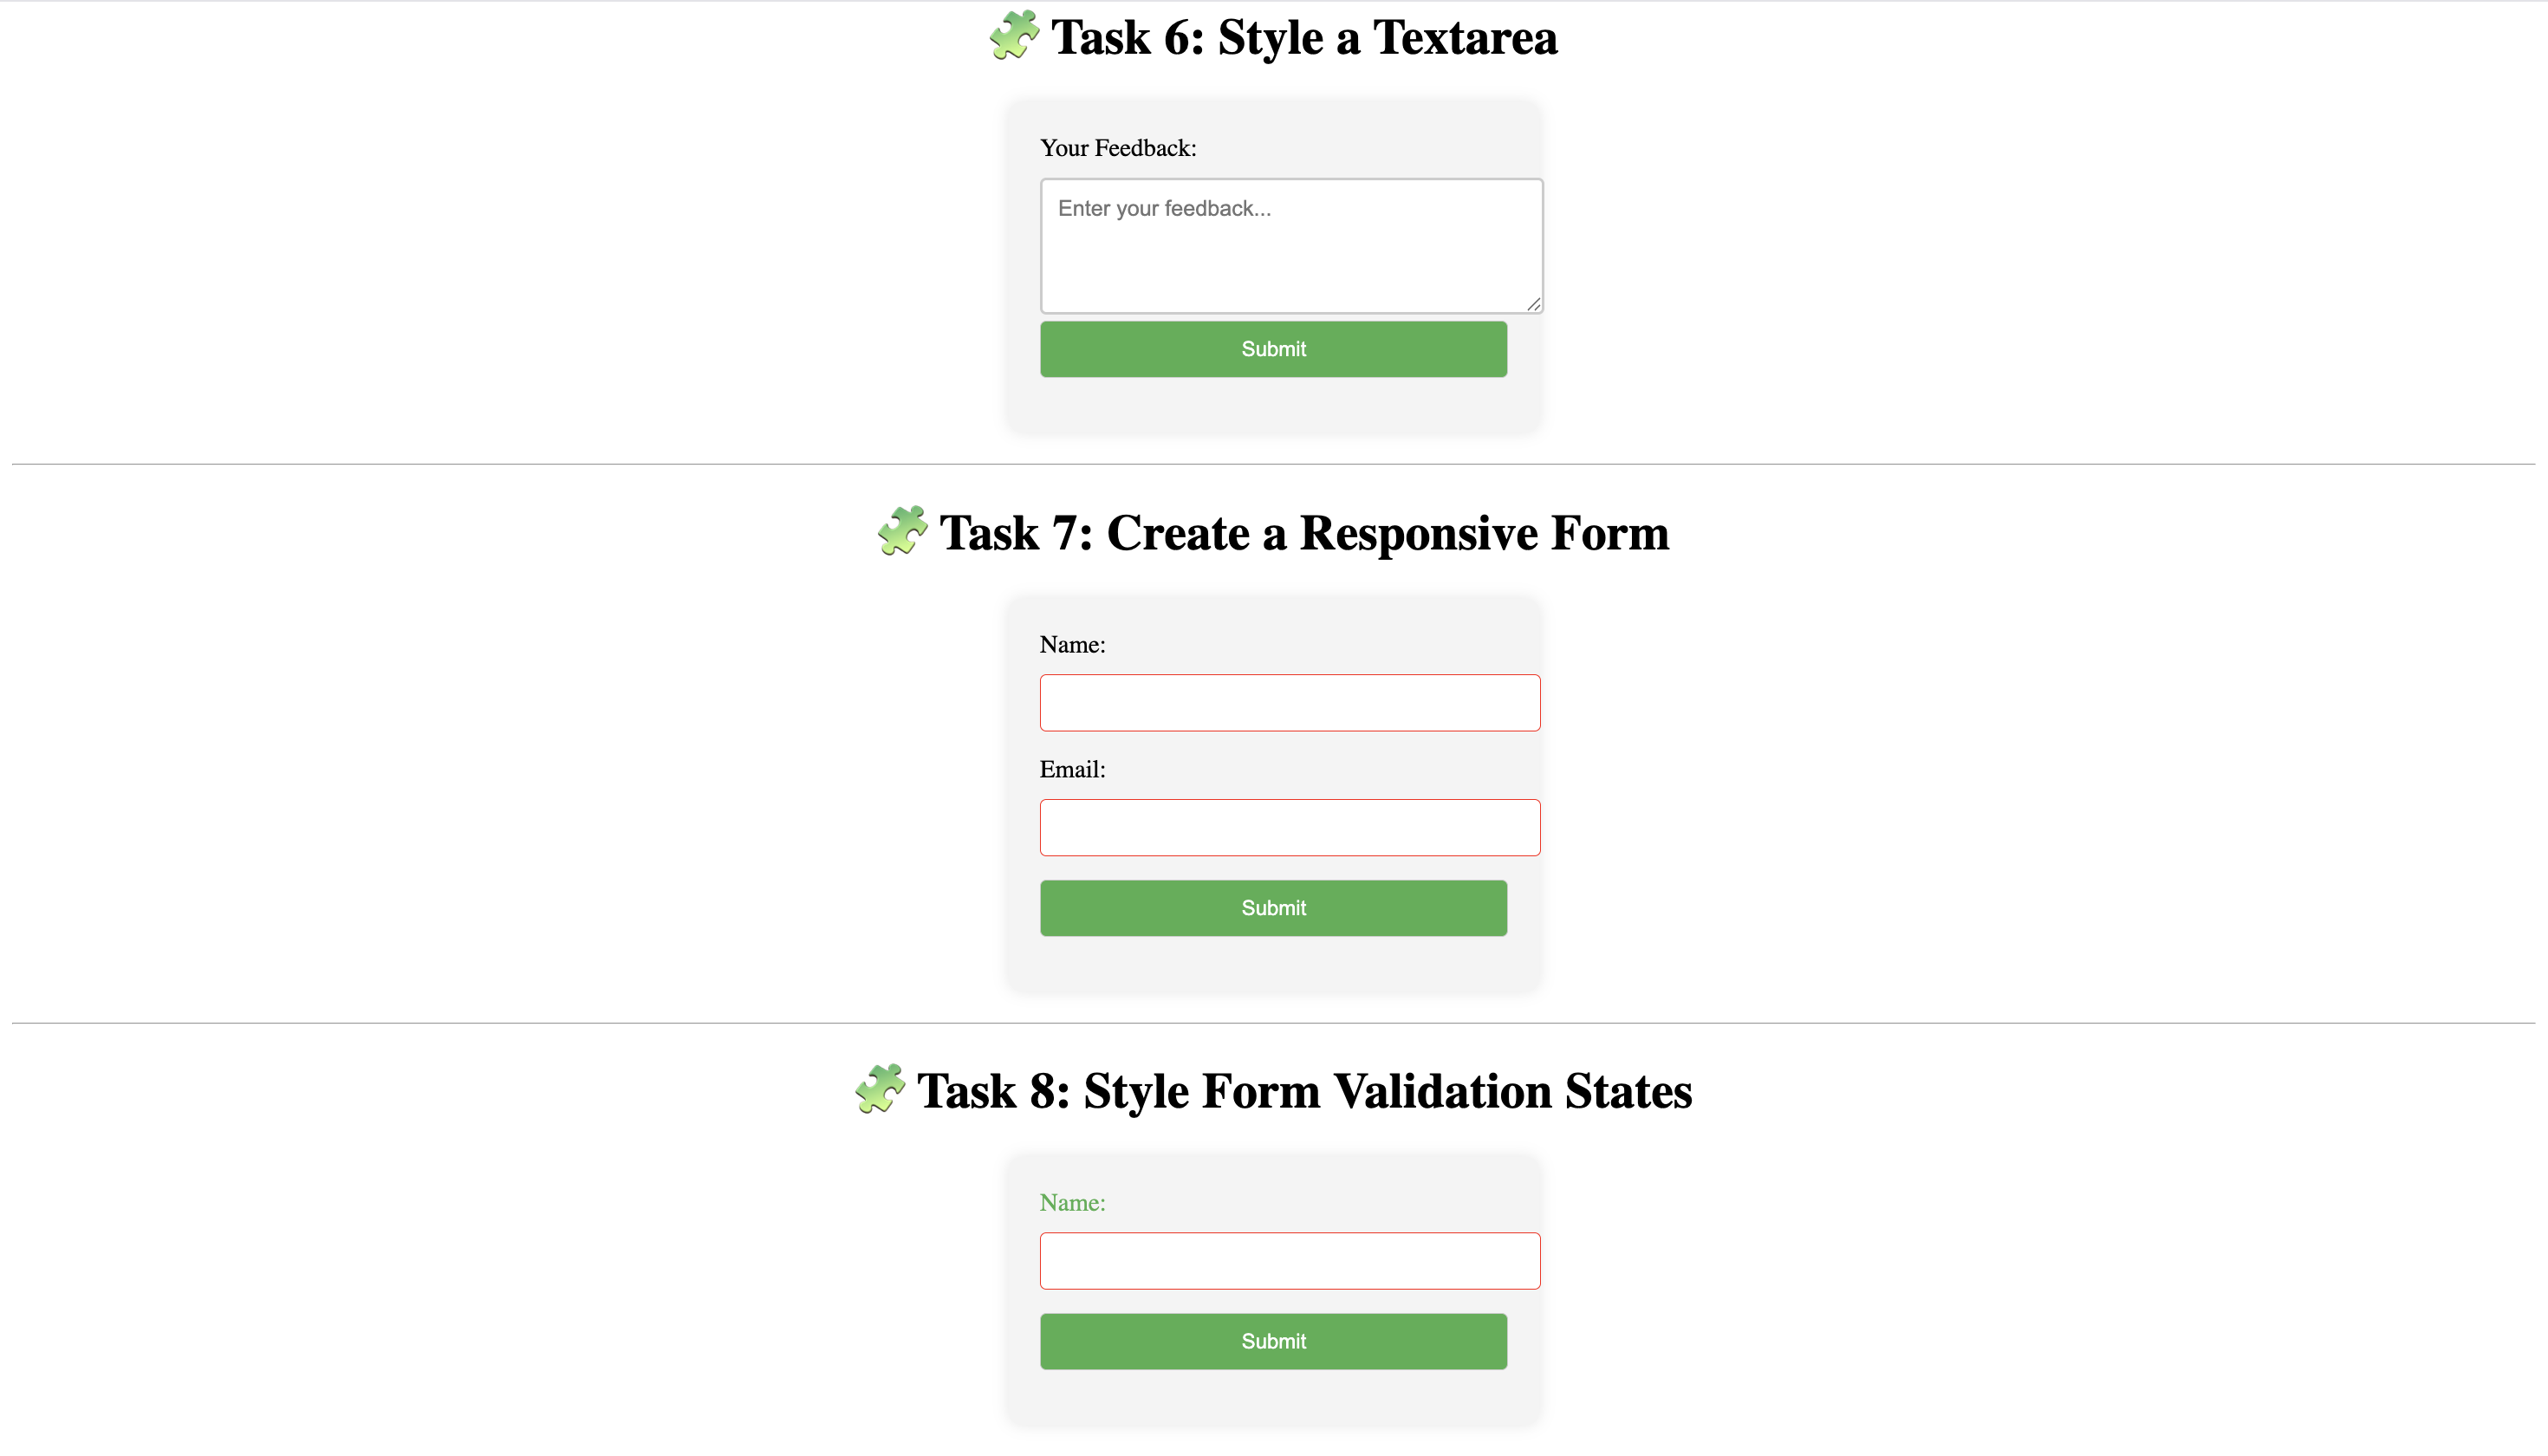 🧩 Task 6: Style a Textarea
Your Feedback:
Enter your feedback...
Submit
🧩 Task 7: Create a Responsive Form
Name:
Email:
Submit
🧩 Task 8: Style Form Validation States
Name:
Submit